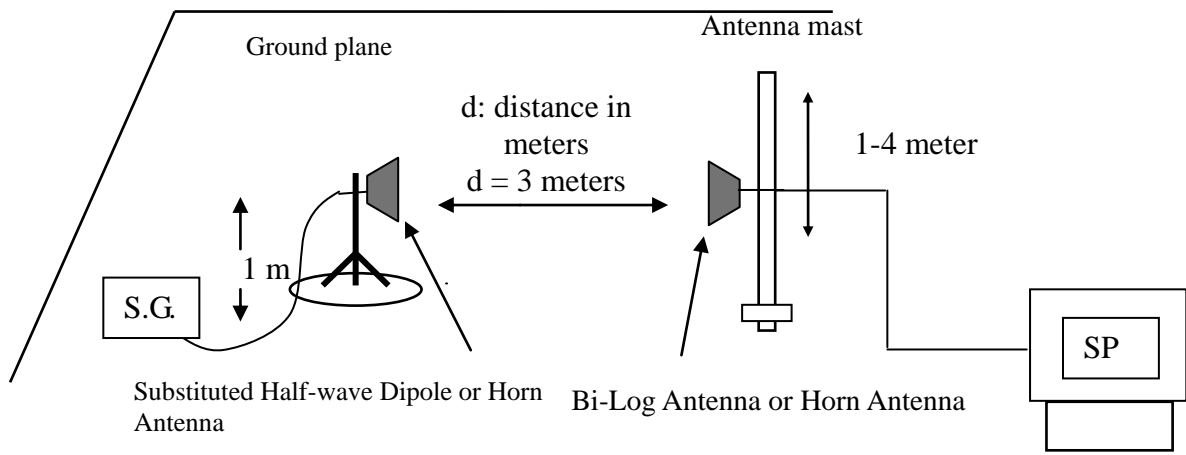 Ground plane
Antenna mast
d: distance in
meters
d = 3 meters
1-4 meter
1 m
S.G.
SP
Substituted Half-wave Dipole or Horn
Antenna
Bi-Log Antenna or Horn Antenna